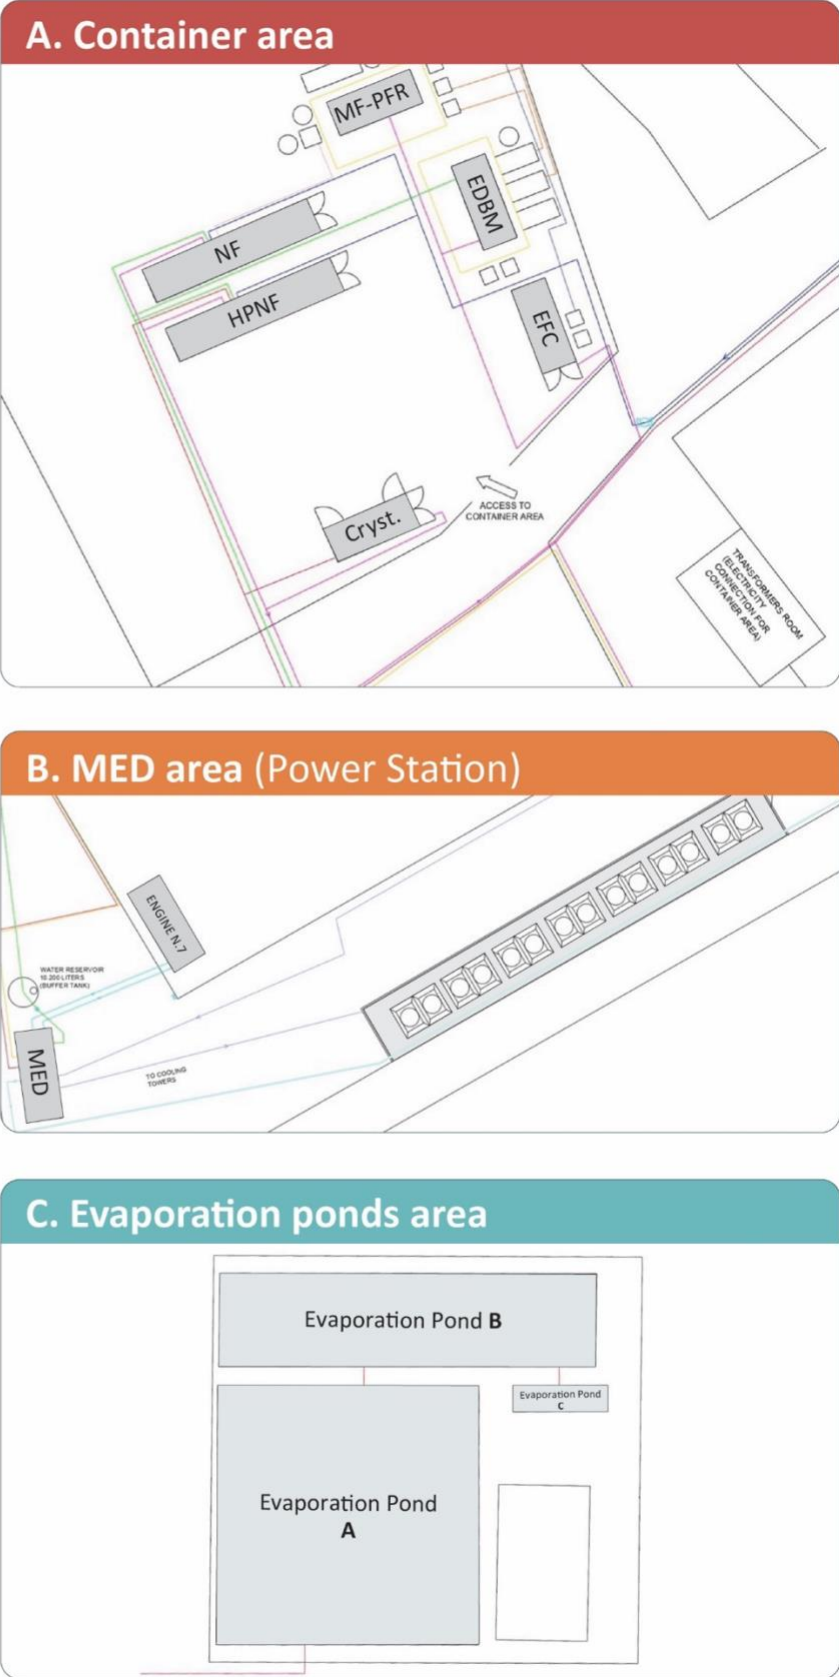 A. Container area
MF-PFR
EDBM
NF
HPNF
EFC
ACCESS TO
CONTAINER AREA
Cryst.
TRANSFORMERS ROOM
(ELECTRICITY
CONNECTION FOR
CONTAINER AREA)
B. MED area (Power Station)
ENGINE N.7
WATER RESERVOIR
10.200 LITERS
(BUFFER TANK)
MED
TO COOLING
TOWERS
C. Evaporation ponds area
Evaporation Pond B
Evaporation Pond
C
Evaporation Pond
A